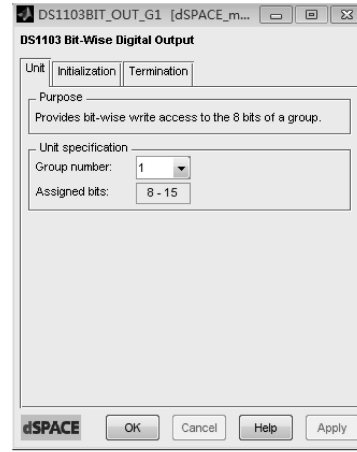 DS1103BIT_OUT_G1 [dSPACE_m...
DS1103 Bit-Wise Digital Output
Unit Initialization Termination
Purpose
Provides bit-wise write access to the 8 bits of a group.
Unit specification
Group number: 1
Assigned bits: 8 - 15
dSPACE OK Cancel Help Apply